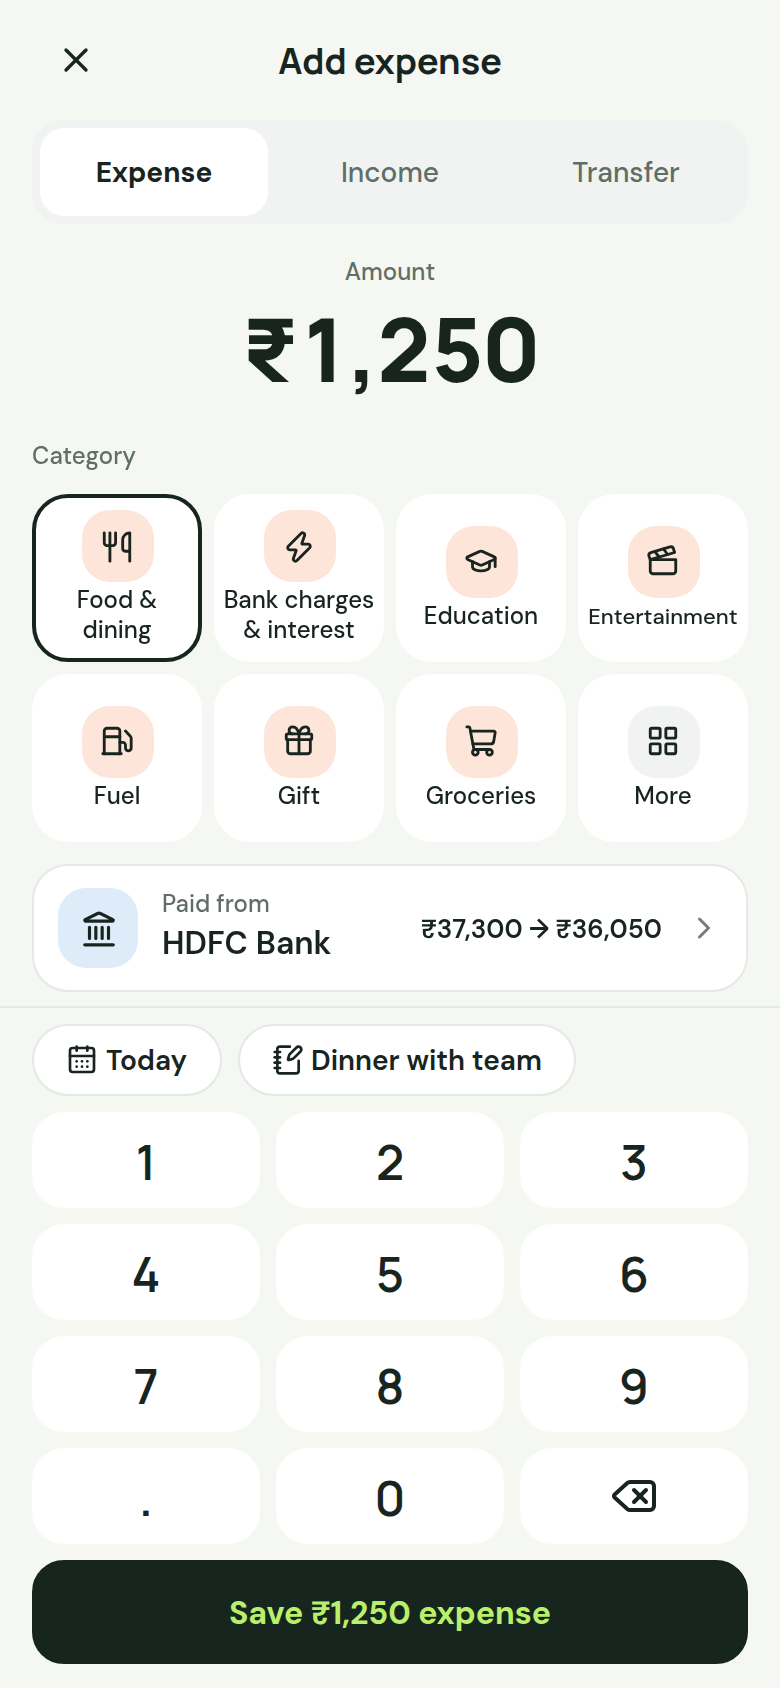 Add expense
Expense Income Transfer
Amount
₹1,250
Category
Food &
dining
Bank charges
& interest
Education
Entertainment
Fuel
Gift
Groceries
More
Paid from
HDFC Bank
₹37,300 → ₹36,050
Today
Dinner with team
1 2 3
4 5 6
7 8 9
. 0
Save ₹1,250 expense